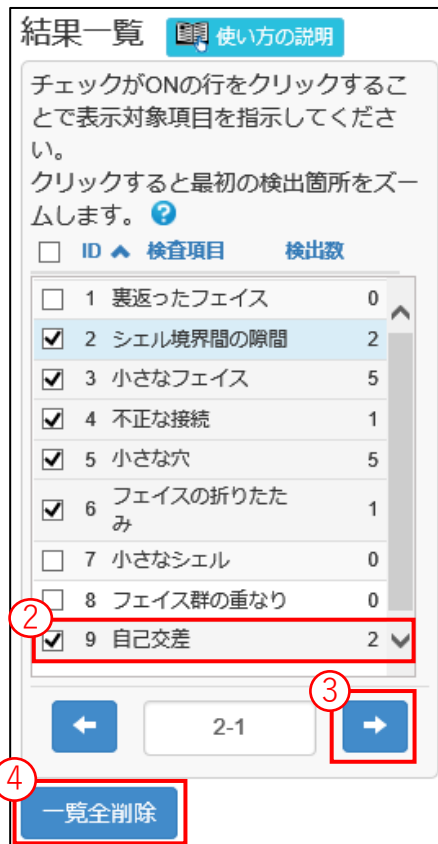 結果一覧 使い方の説明
チェックがONの行をクリックするこ
とで表示対象項目を指示してくださ
い。
クリックすると最初の検出箇所をズー
ムします。 ?
ID 検査項目 検出数
1 裏返ったフェイス 0
2 シェル境界間の隙間 2
3 小さなフェイス 5
4 不正な接続 1
5 小さな穴 5
6 フェイスの折りたた
み 1
7 小さなシェル 0
8 フェイス群の重なり 0
②
9 自己交差 2
③
2-1
④
一覧全削除